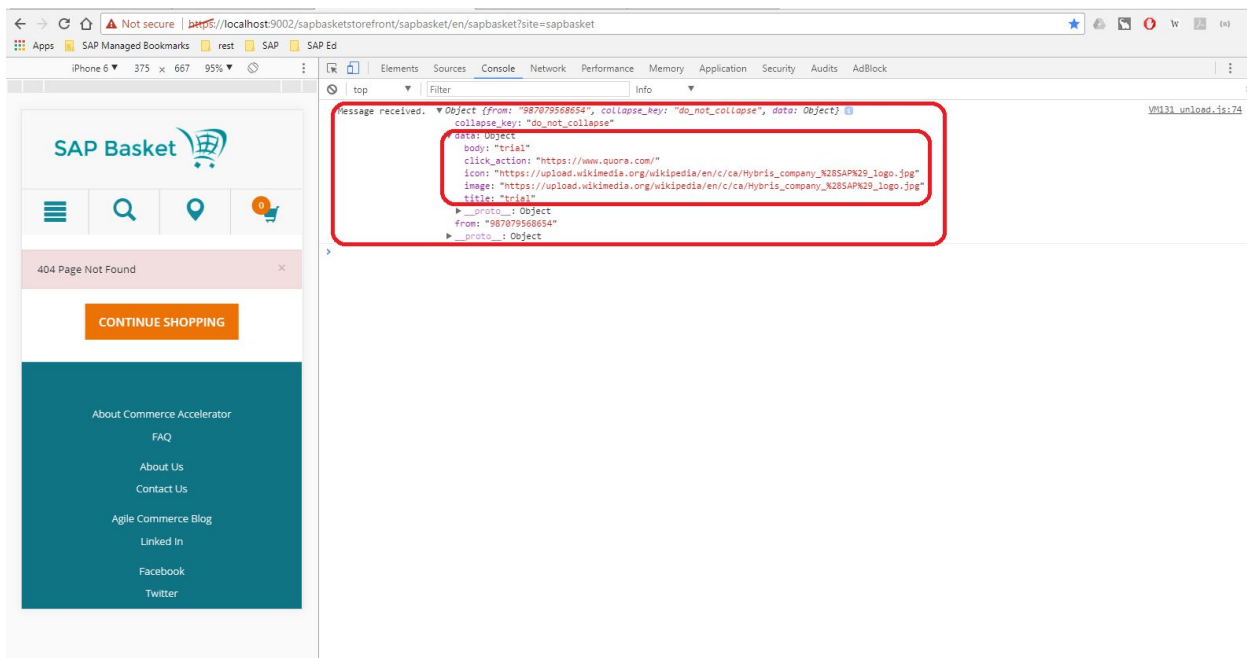 Not secure | https://localhost:9002/sapbasketstorefront/sapbasket/en/sapbasket?site=sapbasket
Apps SAP Managed Bookmarks rest SAP SAP Ed
iPhone 6 ▼ 375 x 667 95% ▼
Elements Sources Console Network Performance Memory Application Security Audits AdBlock
top ▼ Filter Info ▼
Message received. ▼Object {from: "987079568654", collapse_key: "do_not_collapse", data: Object} VM131 unload.js:74
collapse_key: "do_not_collapse"
▼data: Object
body: "trial"
click_action: "https://www.quora.com/"
icon: "https://upload.wikimedia.org/wikipedia/en/c/ca/Hybris_company_%28SAP%29_logo.jpg"
image: "https://upload.wikimedia.org/wikipedia/en/c/ca/Hybris_company_%28SAP%29_logo.jpg"
title: "trial"
▶__proto__: Object
from: "987079568654"
▶__proto__: Object
SAP Basket
0
404 Page Not Found ×
CONTINUE SHOPPING
About Commerce Accelerator
FAQ
About Us
Contact Us
Agile Commerce Blog
Linked In
Facebook
Twitter